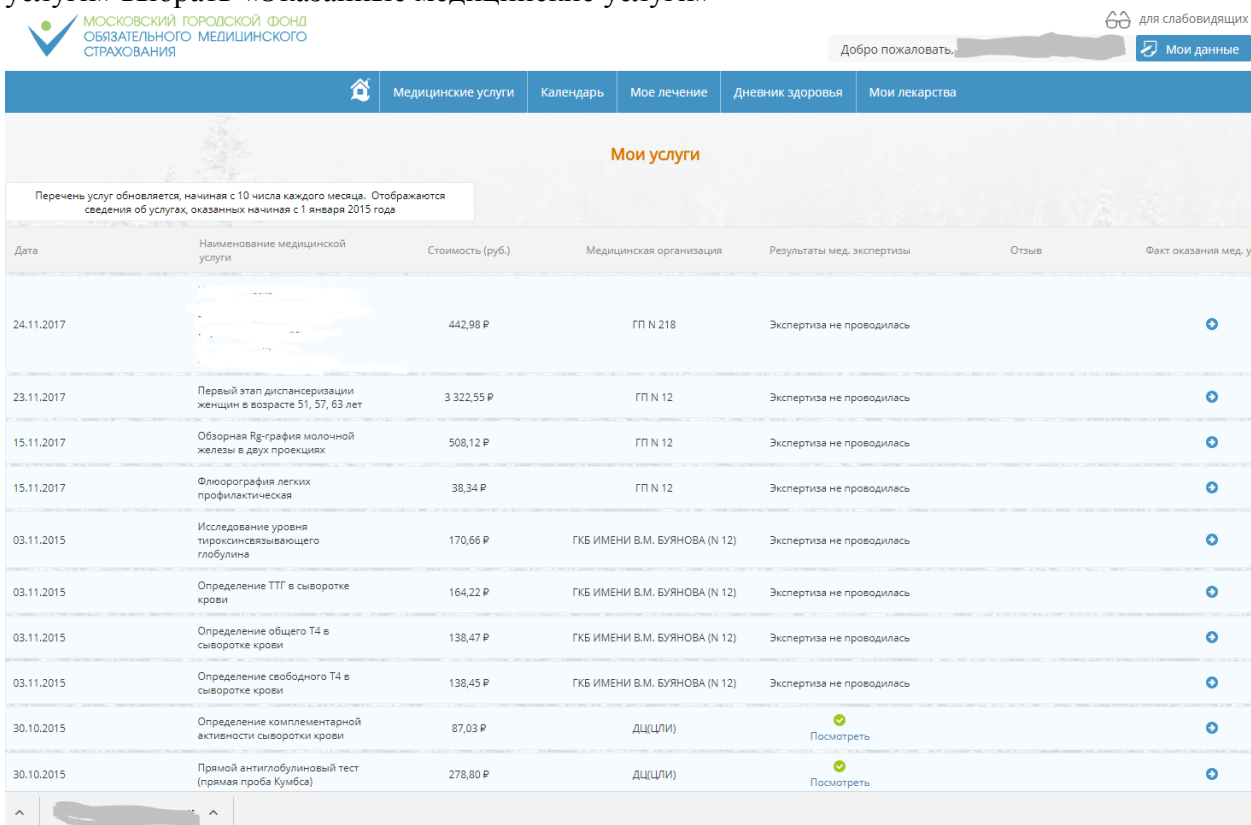 услуги» выбрать «Оказанные медицинские услуги»
МОСКОВСКИЙ ГОРОДСКОЙ ФОНД
ОБЯЗАТЕЛЬНОГО МЕДИЦИНСКОГО
СТРАХОВАНИЯ
для слабовидящих
Добро пожаловать,
Мои данные
Медицинские услуги Календарь Мое лечение Дневник здоровья Мои лекарства
Мои услуги
Перечень услуг обновляется, начиная с 10 числа каждого месяца. Отображаются
сведения об услугах, оказанных начиная с 1 января 2015 года
Дата Наименование медицинской услуги Стоимость (руб.) Медицинская организация Результаты мед. экспертизы Отзыв Факт оказания мед. у
24.11.2017 442,98 ₽ ГП N 218 Экспертиза не проводилась
23.11.2017 Первый этап диспансеризации женщин в возрасте 51, 57, 63 лет 3 322,55 ₽ ГП N 12 Экспертиза не проводилась
15.11.2017 Обзорная Rg-графия молочной железы в двух проекциях 508,12 ₽ ГП N 12 Экспертиза не проводилась
15.11.2017 Флюорография легких профилактическая 38,34 ₽ ГП N 12 Экспертиза не проводилась
03.11.2015 Исследование уровня тироксинсвязывающего глобулина 170,66 ₽ ГКБ ИМЕНИ В.М. БУЯНОВА (N 12) Экспертиза не проводилась
03.11.2015 Определение ТТГ в сыворотке крови 164,22 ₽ ГКБ ИМЕНИ В.М. БУЯНОВА (N 12) Экспертиза не проводилась
03.11.2015 Определение общего Т4 в сыворотке крови 138,47 ₽ ГКБ ИМЕНИ В.М. БУЯНОВА (N 12) Экспертиза не проводилась
03.11.2015 Определение свободного Т4 в сыворотке крови 138,45 ₽ ГКБ ИМЕНИ В.М. БУЯНОВА (N 12) Экспертиза не проводилась
30.10.2015 Определение комплементарной активности сыворотки крови 87,03 ₽ ДЦ(ЦЛИ) Посмотреть
30.10.2015 Прямой антиглобулиновый тест (прямая проба Кумбса) 278,80 ₽ ДЦ(ЦЛИ) Посмотреть